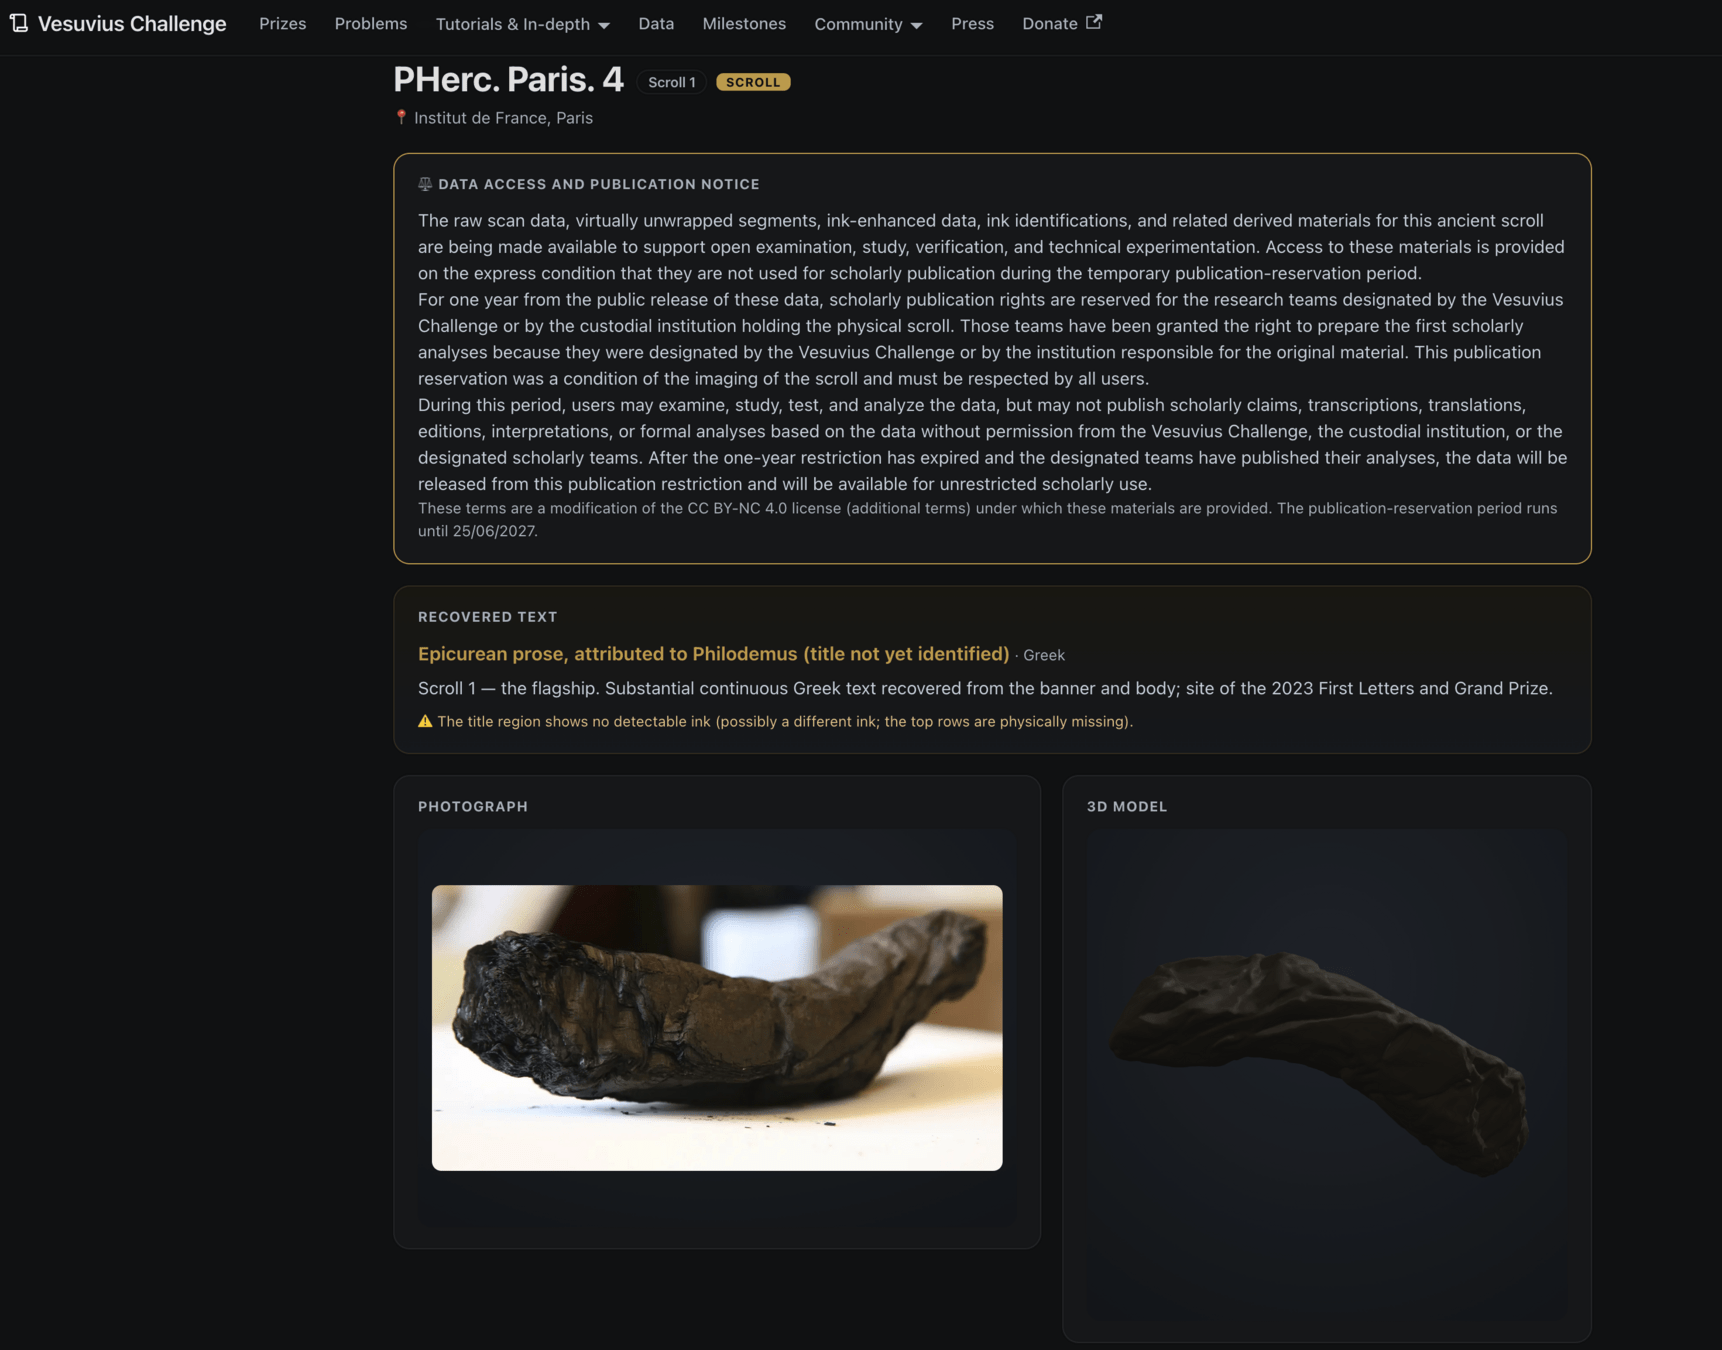 Vesuvius Challenge Prizes Problems Tutorials & In-depth Data Milestones Community Press Donate
PHerc. Paris. 4 Scroll 1 SCROLL
Institut de France, Paris
DATA ACCESS AND PUBLICATION NOTICE
The raw scan data, virtually unwrapped segments, ink-enhanced data, ink identifications, and related derived materials for this ancient scroll
are being made available to support open examination, study, verification, and technical experimentation. Access to these materials is provided
on the express condition that they are not used for scholarly publication during the temporary publication-reservation period.
For one year from the public release of these data, scholarly publication rights are reserved for the research teams designated by the Vesuvius
Challenge or by the custodial institution holding the physical scroll. Those teams have been granted the right to prepare the first scholarly
analyses because they were designated by the Vesuvius Challenge or by the institution responsible for the original material. This publication
reservation was a condition of the imaging of the scroll and must be respected by all users.
During this period, users may examine, study, test, and analyze the data, but may not publish scholarly claims, transcriptions, translations,
editions, interpretations, or formal analyses based on the data without permission from the Vesuvius Challenge, the custodial institution, or the
designated scholarly teams. After the one-year restriction has expired and the designated teams have published their analyses, the data will be
released from this publication restriction and will be available for unrestricted scholarly use.
These terms are a modification of the CC BY-NC 4.0 license (additional terms) under which these materials are provided. The publication-reservation period runs
until 25/06/2027.
RECOVERED TEXT
Epicurean prose, attributed to Philodemus (title not yet identified) · Greek
Scroll 1 — the flagship. Substantial continuous Greek text recovered from the banner and body; site of the 2023 First Letters and Grand Prize.
⚠ The title region shows no detectable ink (possibly a different ink; the top rows are physically missing).
PHOTOGRAPH
3D MODEL